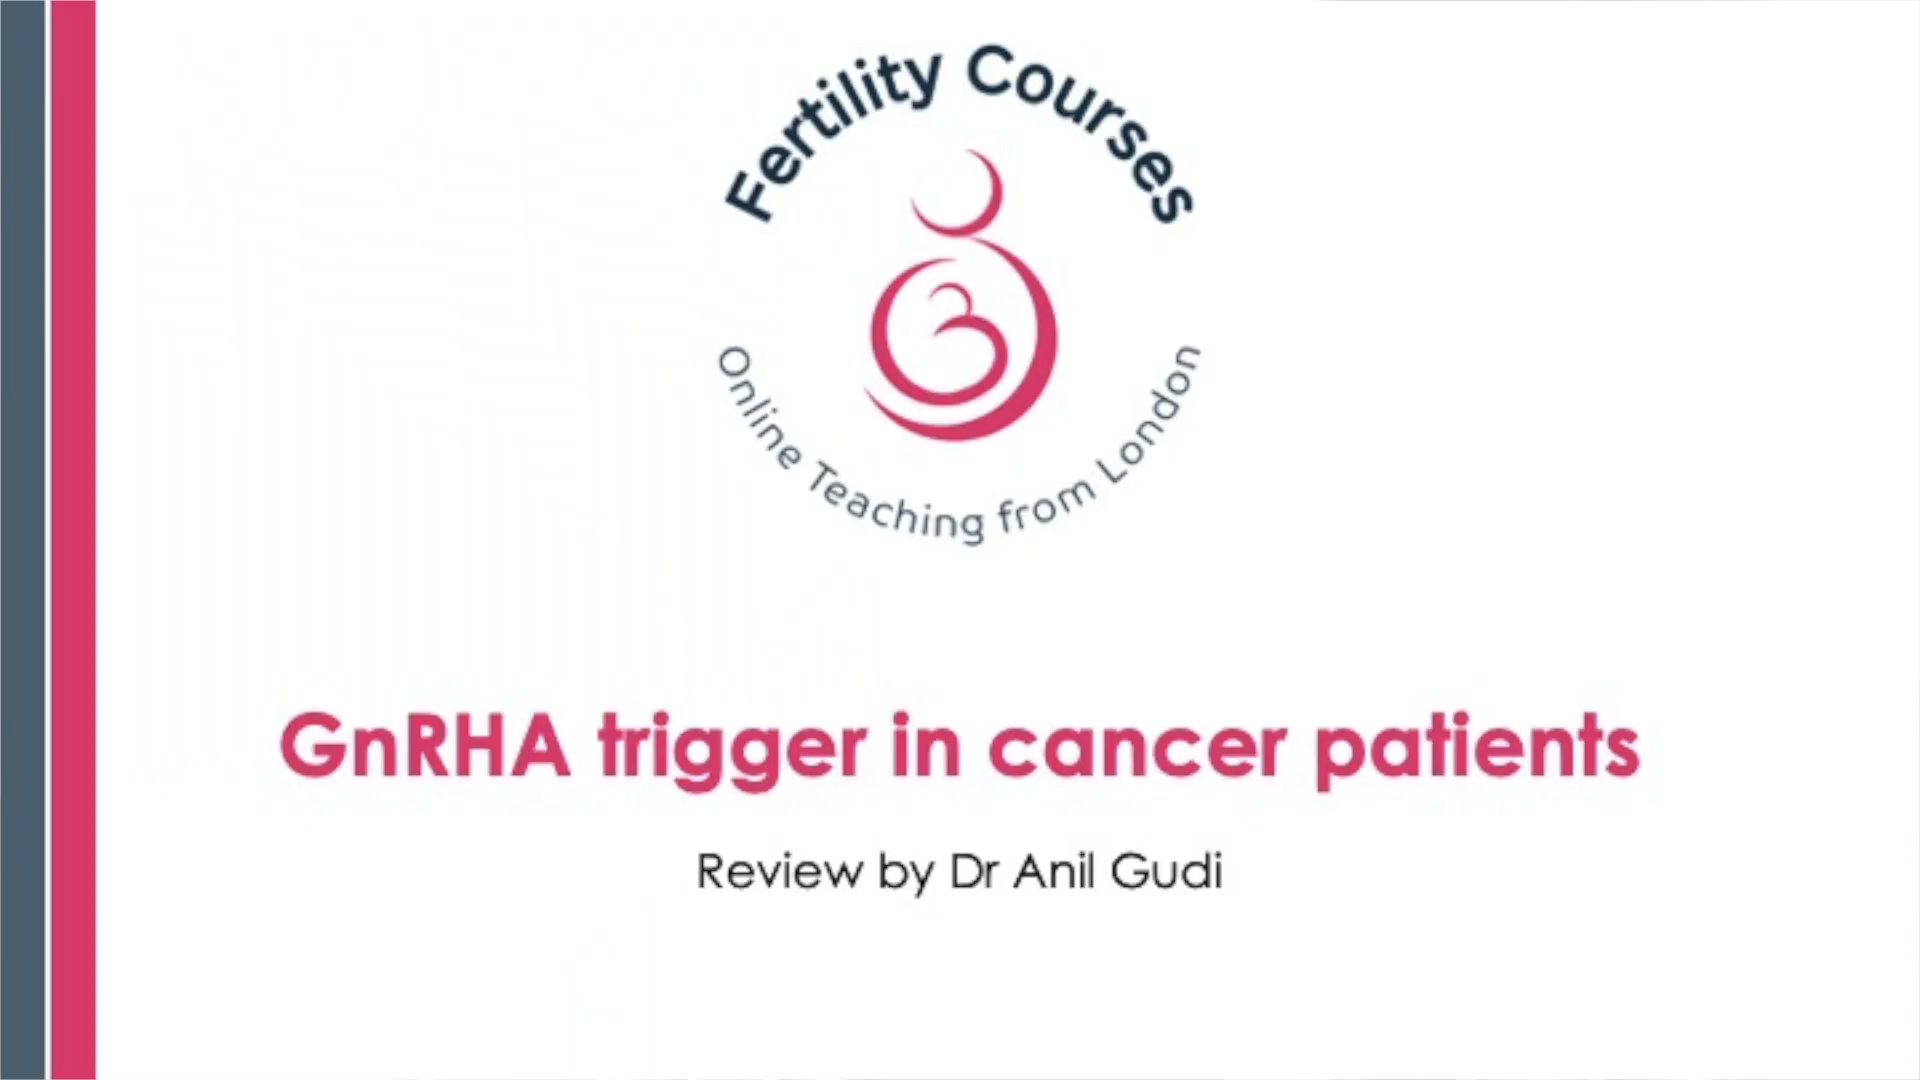 Fertility Courses
Online Teaching from London
GnRHA trigger in cancer patients
Review by Dr Anil Gudi